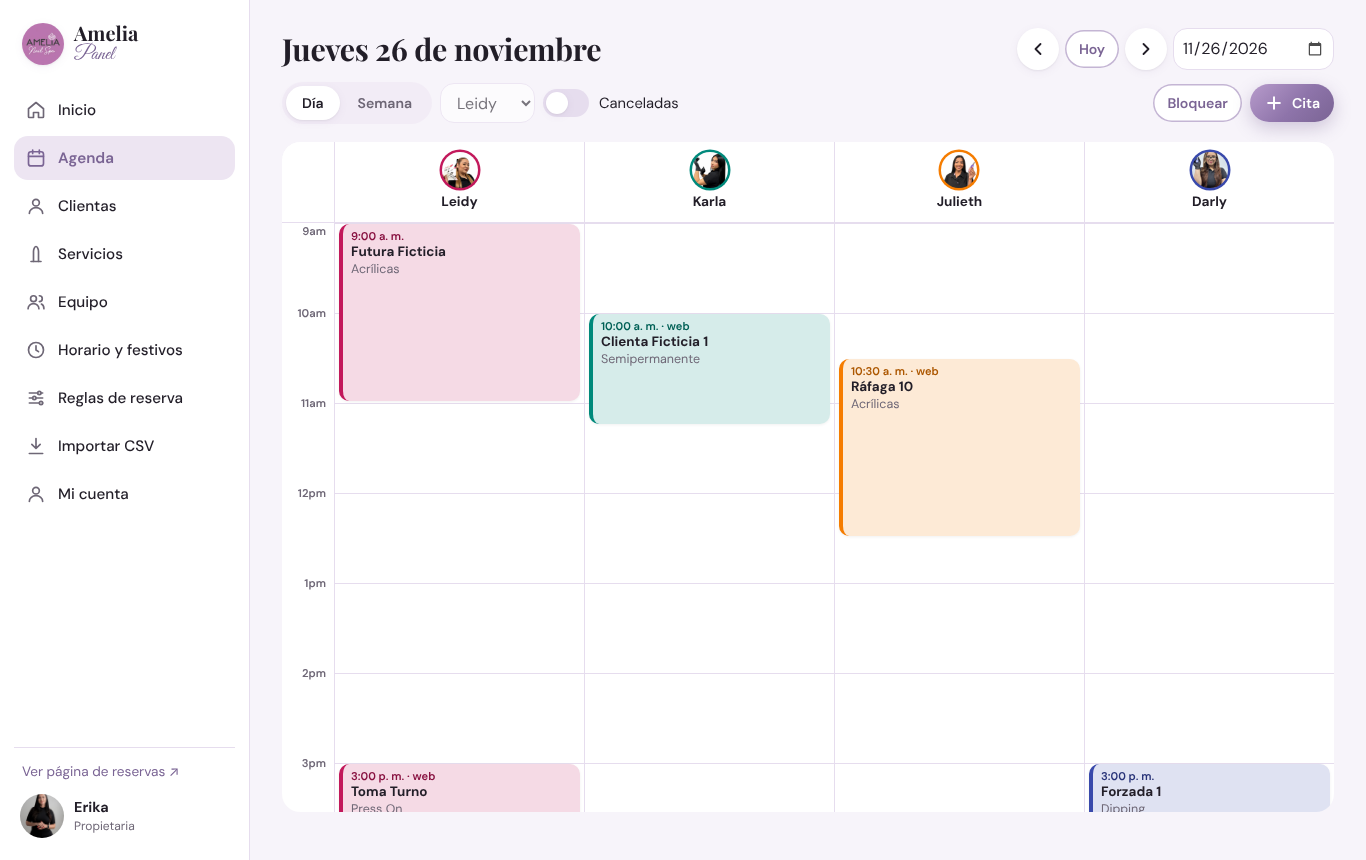 AMELIA
Amelia
Panel
Inicio
Agenda
Clientas
Servicios
Equipo
Horario y festivos
Reglas de reserva
Importar CSV
Mi cuenta
Ver página de reservas ↗
Erika
Propietaria
Jueves 26 de noviembre
Hoy
11/26/2026
Día
Semana
Leidy
Canceladas
Bloquear
+ Cita
Leidy
Karla
Julieth
Darly
9am
9:00 a. m.
Futura Ficticia
Acrílicas
10am
10:00 a. m. · web
Clienta Ficticia 1
Semipermanente
10:30 a. m. · web
Ráfaga 10
Acrílicas
11am
12pm
1pm
2pm
3pm
3:00 p. m. · web
Toma Turno
Press On
3:00 p. m.
Forzada 1
Dipping